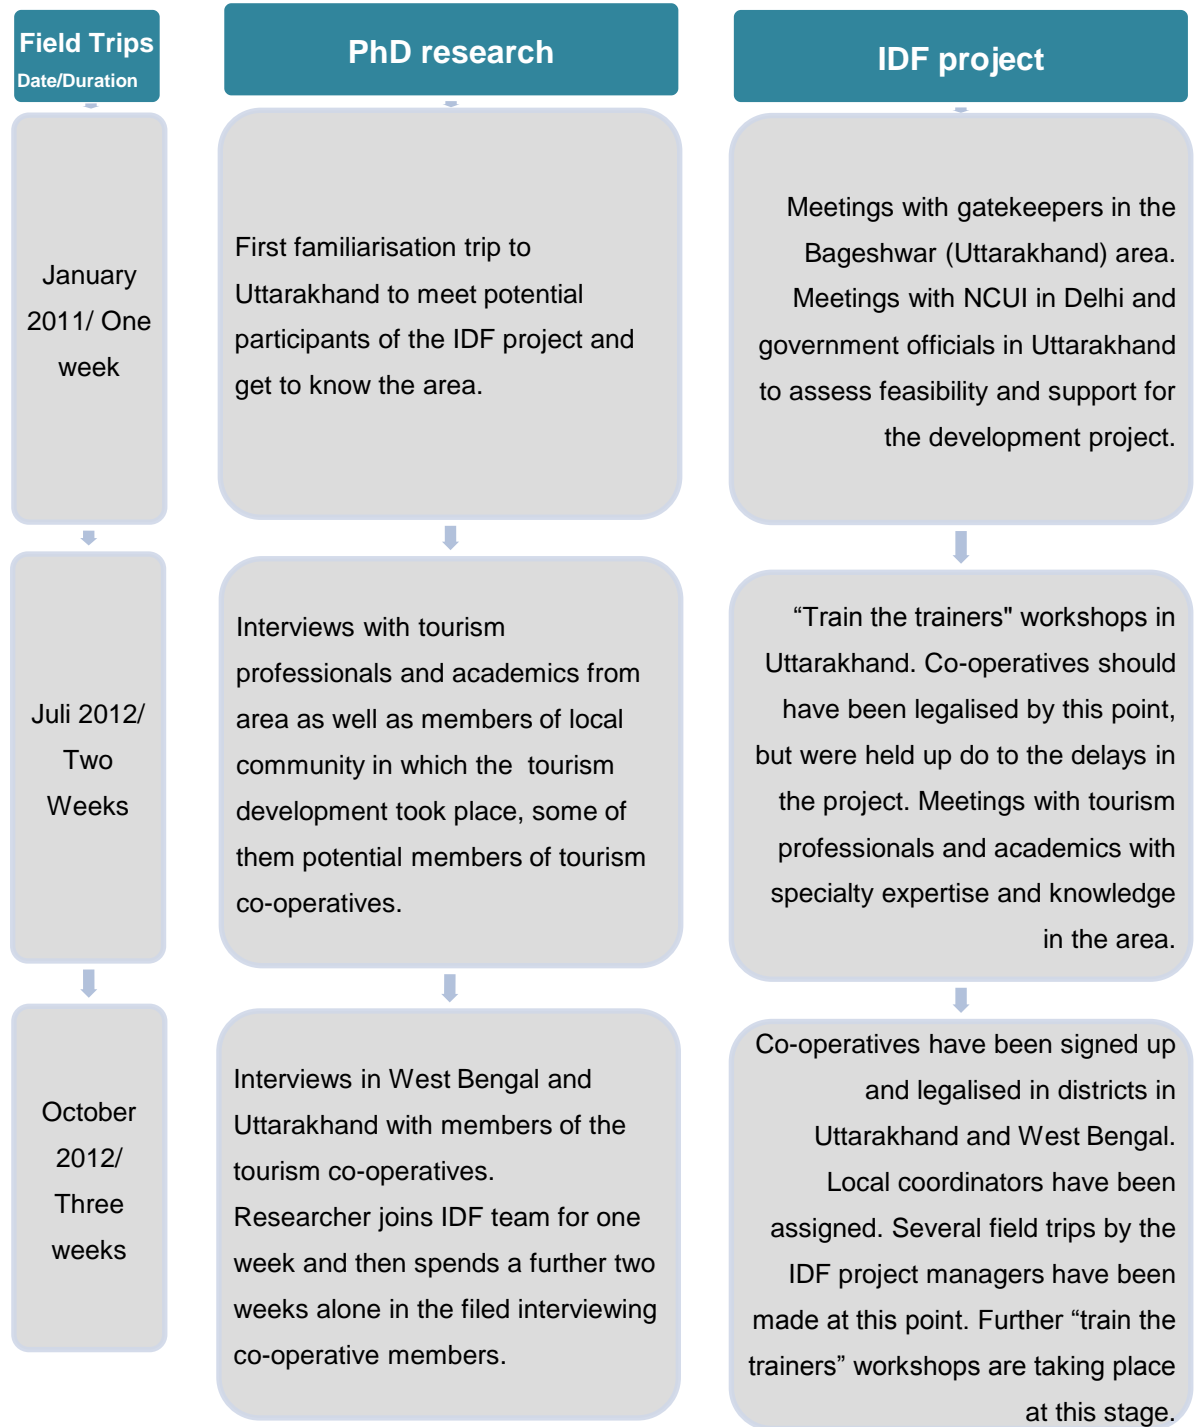 Field Trips
Date/Duration
PhD research
IDF project
January
2011/ One
week
First familiarisation trip to
Uttarakhand to meet potential
participants of the IDF project and
get to know the area.
Meetings with gatekeepers in the
Bageshwar (Uttarakhand) area.
Meetings with NCUI in Delhi and
government officials in Uttarakhand
to assess feasibility and support for
the development project.
Juli 2012/
Two
Weeks
Interviews with tourism
professionals and academics from
area as well as members of local
community in which the tourism
development took place, some of
them potential members of tourism
co-operatives.
“Train the trainers" workshops in
Uttarakhand. Co-operatives should
have been legalised by this point,
but were held up do to the delays in
the project. Meetings with tourism
professionals and academics with
specialty expertise and knowledge
in the area.
October
2012/
Three
weeks
Interviews in West Bengal and
Uttarakhand with members of the
tourism co-operatives.
Researcher joins IDF team for one
week and then spends a further two
weeks alone in the filed interviewing
co-operative members.
Co-operatives have been signed up
and legalised in districts in
Uttarakhand and West Bengal.
Local coordinators have been
assigned. Several field trips by the
IDF project managers have been
made at this point. Further “train the
trainers” workshops are taking place
at this stage.